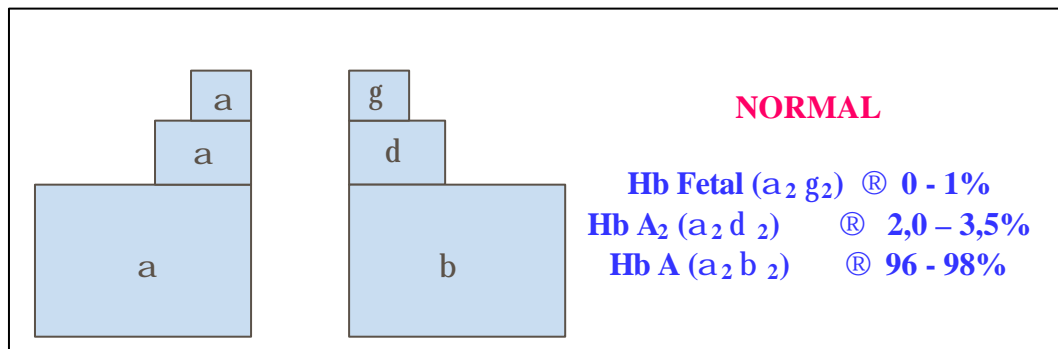 a
g
a
d
a
b
NORMAL
Hb Fetal (a₂ g₂) ® 0 - 1%
Hb A₂ (a₂ d ₂) ® 2,0 – 3,5%
Hb A (a₂ b ₂) ® 96 - 98%